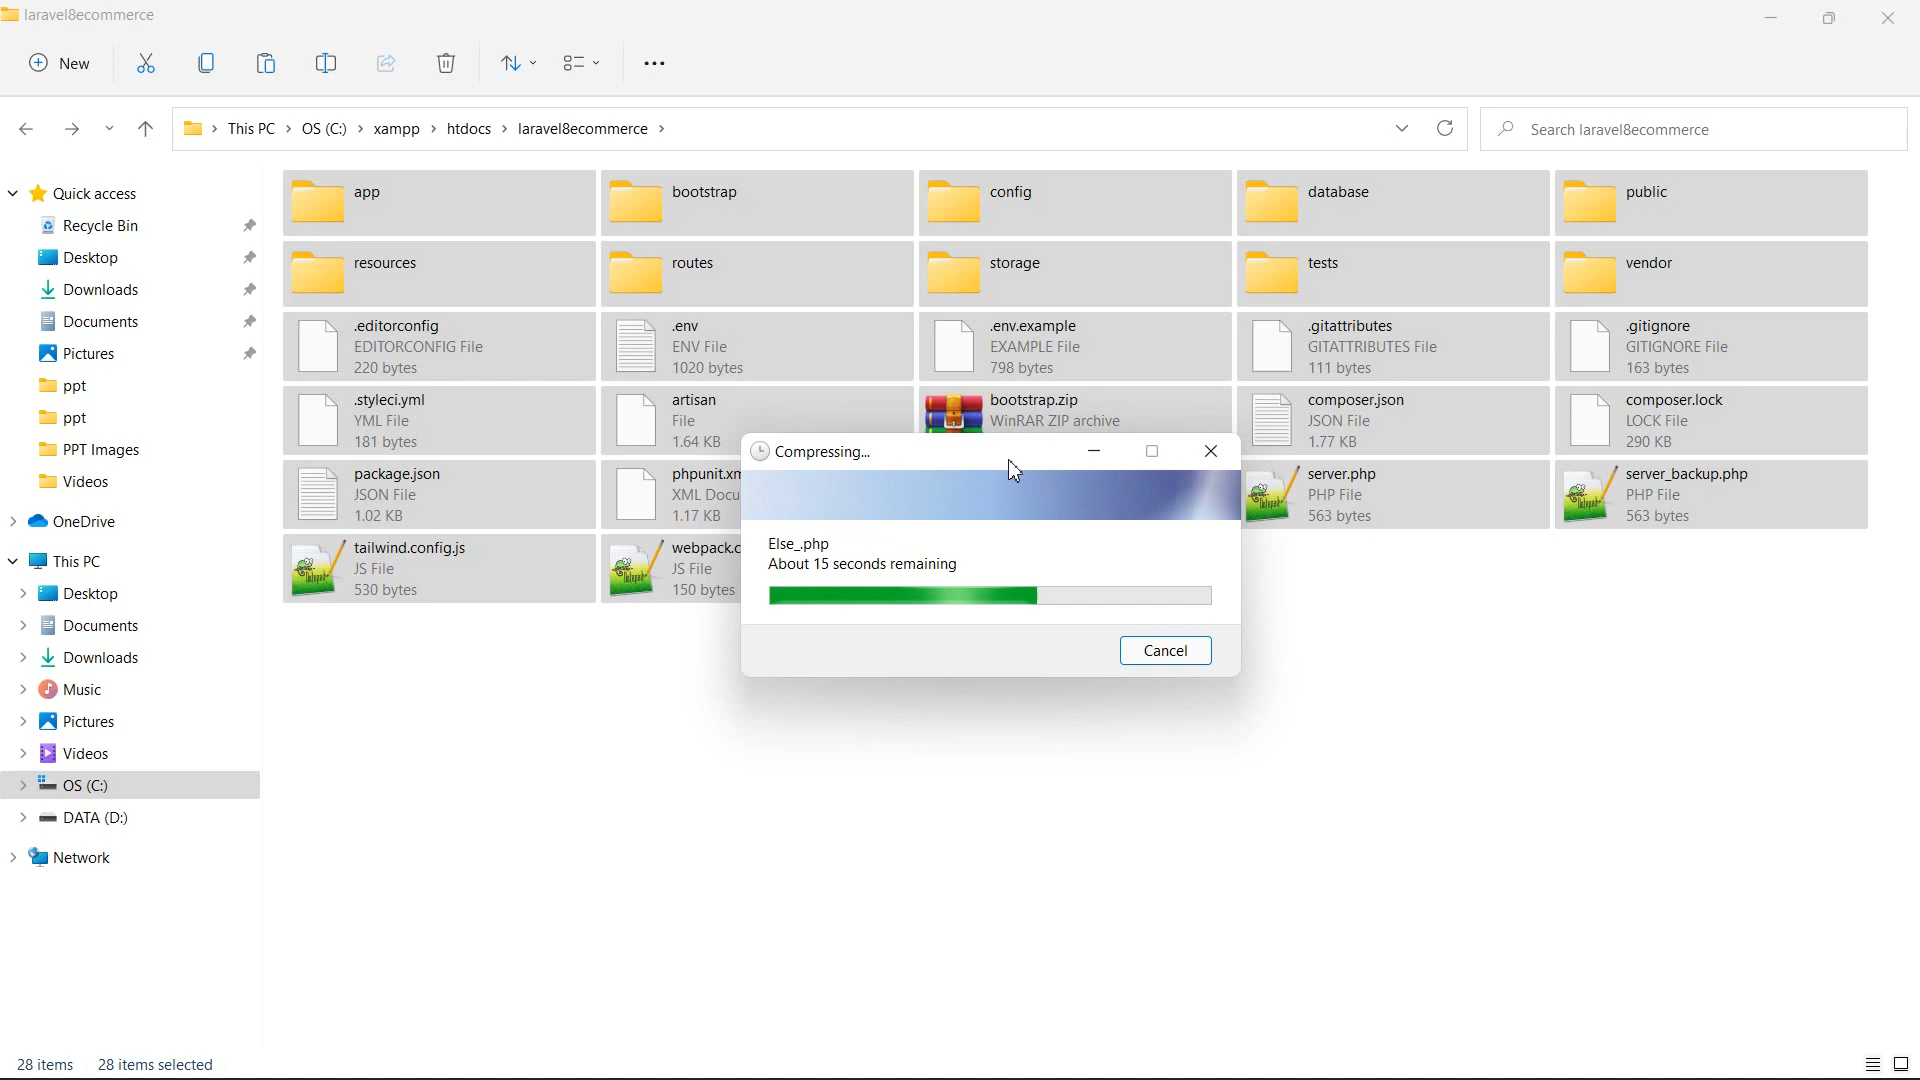 laravel8ecommerce
New
This PC > OS (C:) > xampp > htdocs > laravel8ecommerce >
Search laravel8ecommerce
Quick access
Recycle Bin
Desktop
Downloads
Documents
Pictures
ppt
ppt
PPT Images
Videos
OneDrive
This PC
Desktop
Documents
Downloads
Music
Pictures
Videos
OS (C:)
DATA (D:)
Network
app
bootstrap
config
database
public
resources
routes
storage
tests
vendor
.editorconfig
EDITORCONFIG File
220 bytes
.env
ENV File
1020 bytes
.env.example
EXAMPLE File
798 bytes
.gitattributes
GITATTRIBUTES File
111 bytes
.gitignore
GITIGNORE File
163 bytes
.styleci.yml
YML File
181 bytes
artisan
File
1.64 KB
bootstrap.zip
WinRAR ZIP archive
composer.json
JSON File
1.77 KB
composer.lock
LOCK File
290 KB
package.json
JSON File
1.02 KB
phpunit.xm
XML Docu
1.17 KB
server.php
PHP File
563 bytes
server_backup.php
PHP File
563 bytes
tailwind.config.js
JS File
530 bytes
webpack.c
JS File
150 bytes
Compressing...
Else_.php
About 15 seconds remaining
Cancel
28 items
28 items selected